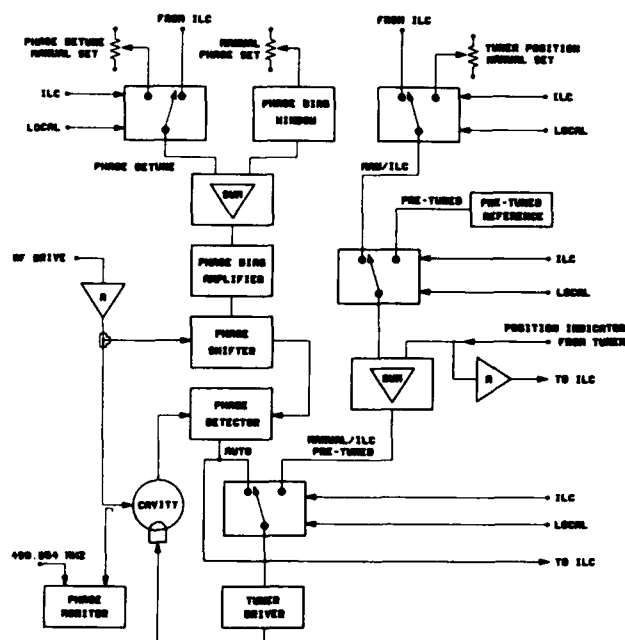 FROM ILC
PHASE DETUNE
MANUAL SET
MANUAL
PHASE SET
FROM ILC
TUNER POSITION
MANUAL SET
ILC
LOCAL
PHASE BIAS
WINDOW
ILC
LOCAL
PHASE DETUNE
MAN/ILC
SUM
PRE-TUNED
PRE-TUNED
REFERENCE
RF DRIVE
PHASE BIAS
AMPLIFIER
ILC
LOCAL
A
PHASE
SHIFTER
POSITION INDICATOR
FROM TUNER
SUM
A
TO ILC
PHASE
DETECTOR
AUTO
MANUAL/ILC
PRE-TUNED
CAVITY
ILC
LOCAL
TO ILC
PHASE
MONITOR
TUNER
DRIVER